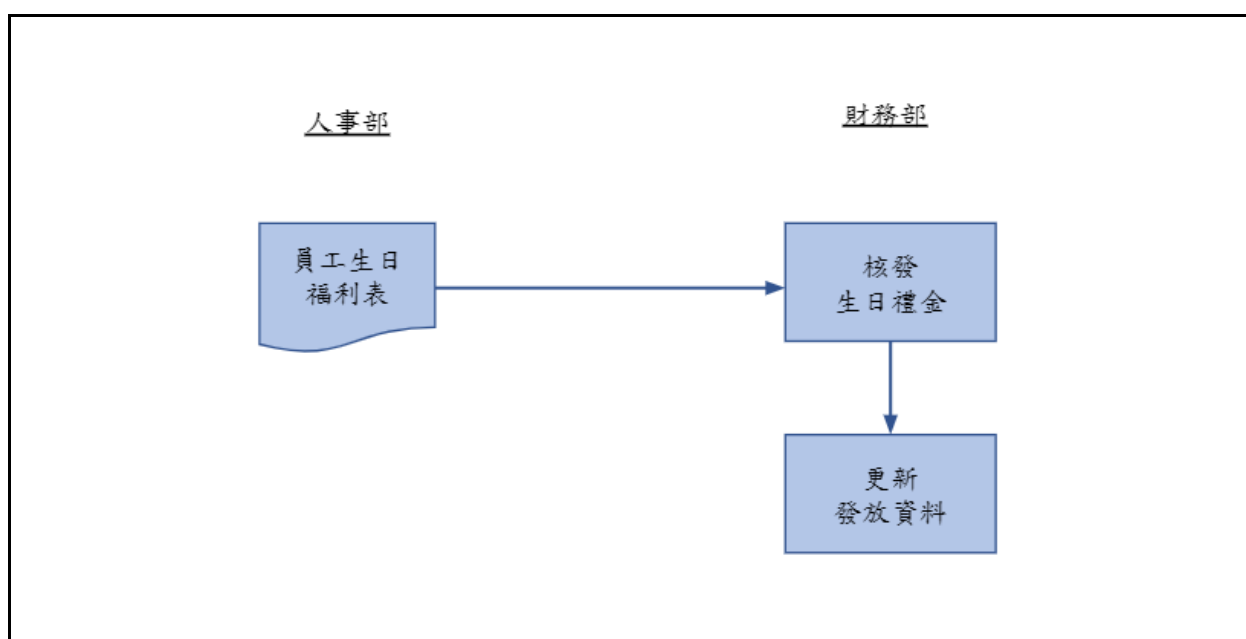 人事部
財務部
員工生日
福利表
核發
生日禮金
更新
發放資料